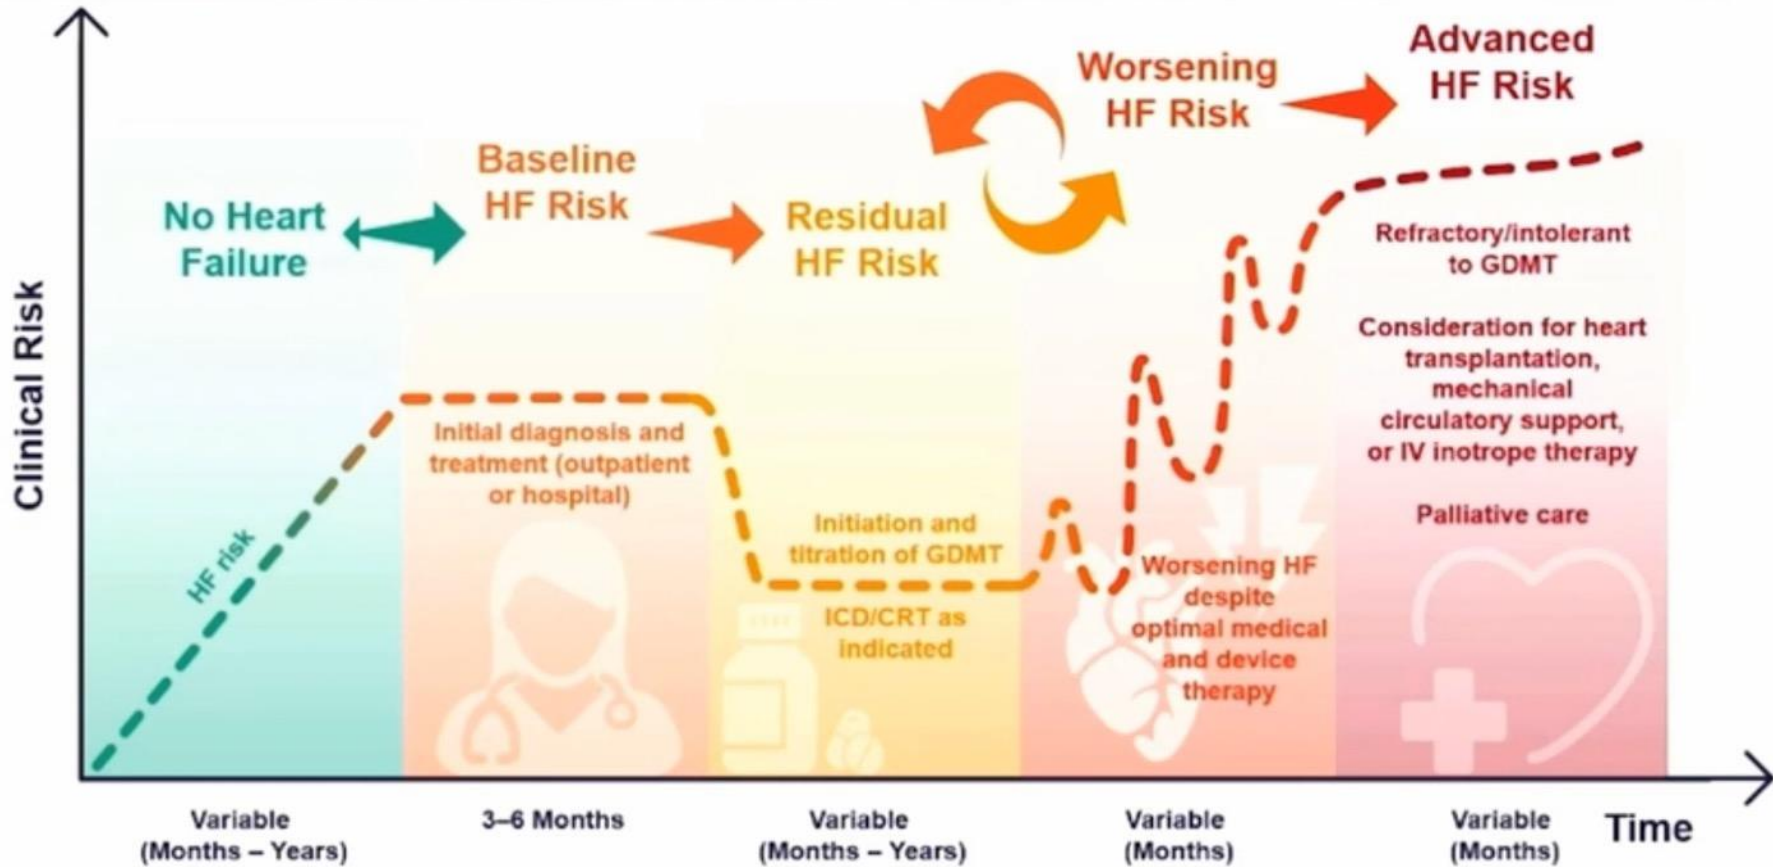 Clinical Risk
No Heart
Failure
Baseline
HF Risk
Residual
HF Risk
Worsening
HF Risk
Advanced
HF Risk
HF risk
Initial diagnosis and
treatment (outpatient
or hospital)
Initiation and
titration of GDMT
ICD/CRT as
indicated
Worsening HF
despite
optimal medical
and device
therapy
Refractory/intolerant
to GDMT
Consideration for heart
transplantation,
mechanical
circulatory support,
or IV inotrope therapy
Palliative care
Variable
(Months – Years)
3–6 Months
Variable
(Months – Years)
Variable
(Months)
Variable
(Months)
Time